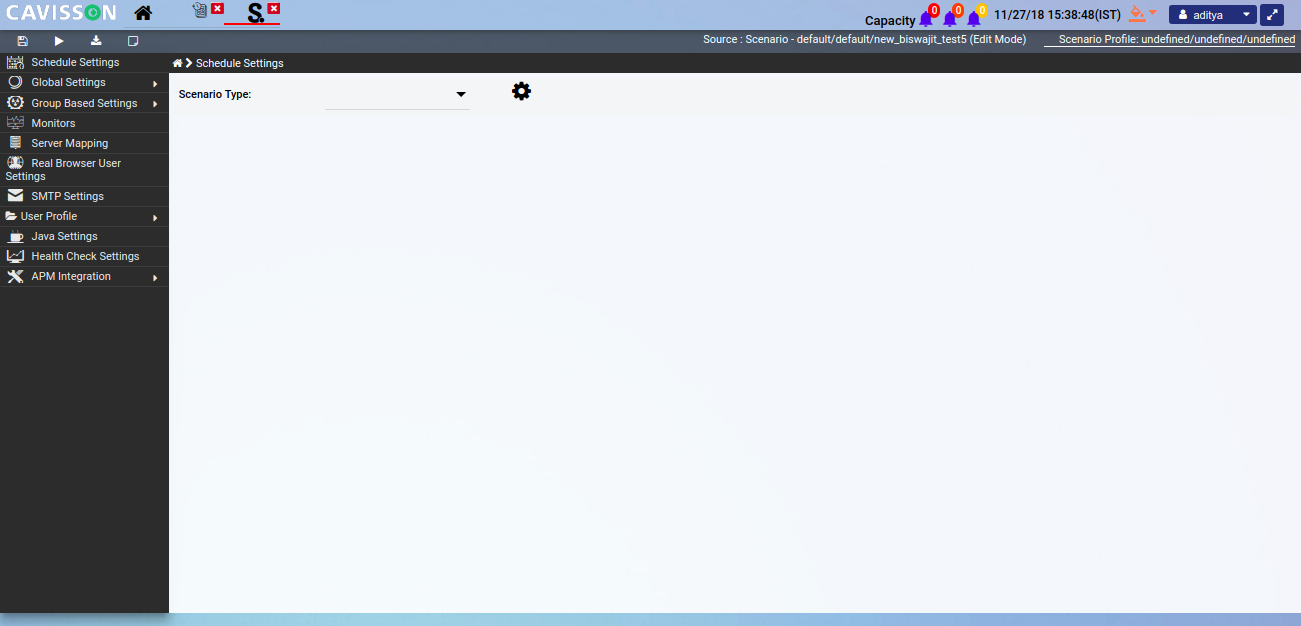 CAVISSON
S.
Capacity 0 0 0 11/27/18 15:38:48(IST) aditya
Source : Scenario - default/default/new_biswajit_test5 (Edit Mode) Scenario Profile: undefined/undefined/undefined
Schedule Settings
Global Settings
Group Based Settings
Monitors
Server Mapping
Real Browser User
Settings
SMTP Settings
User Profile
Java Settings
Health Check Settings
APM Integration
Schedule Settings
Scenario Type: